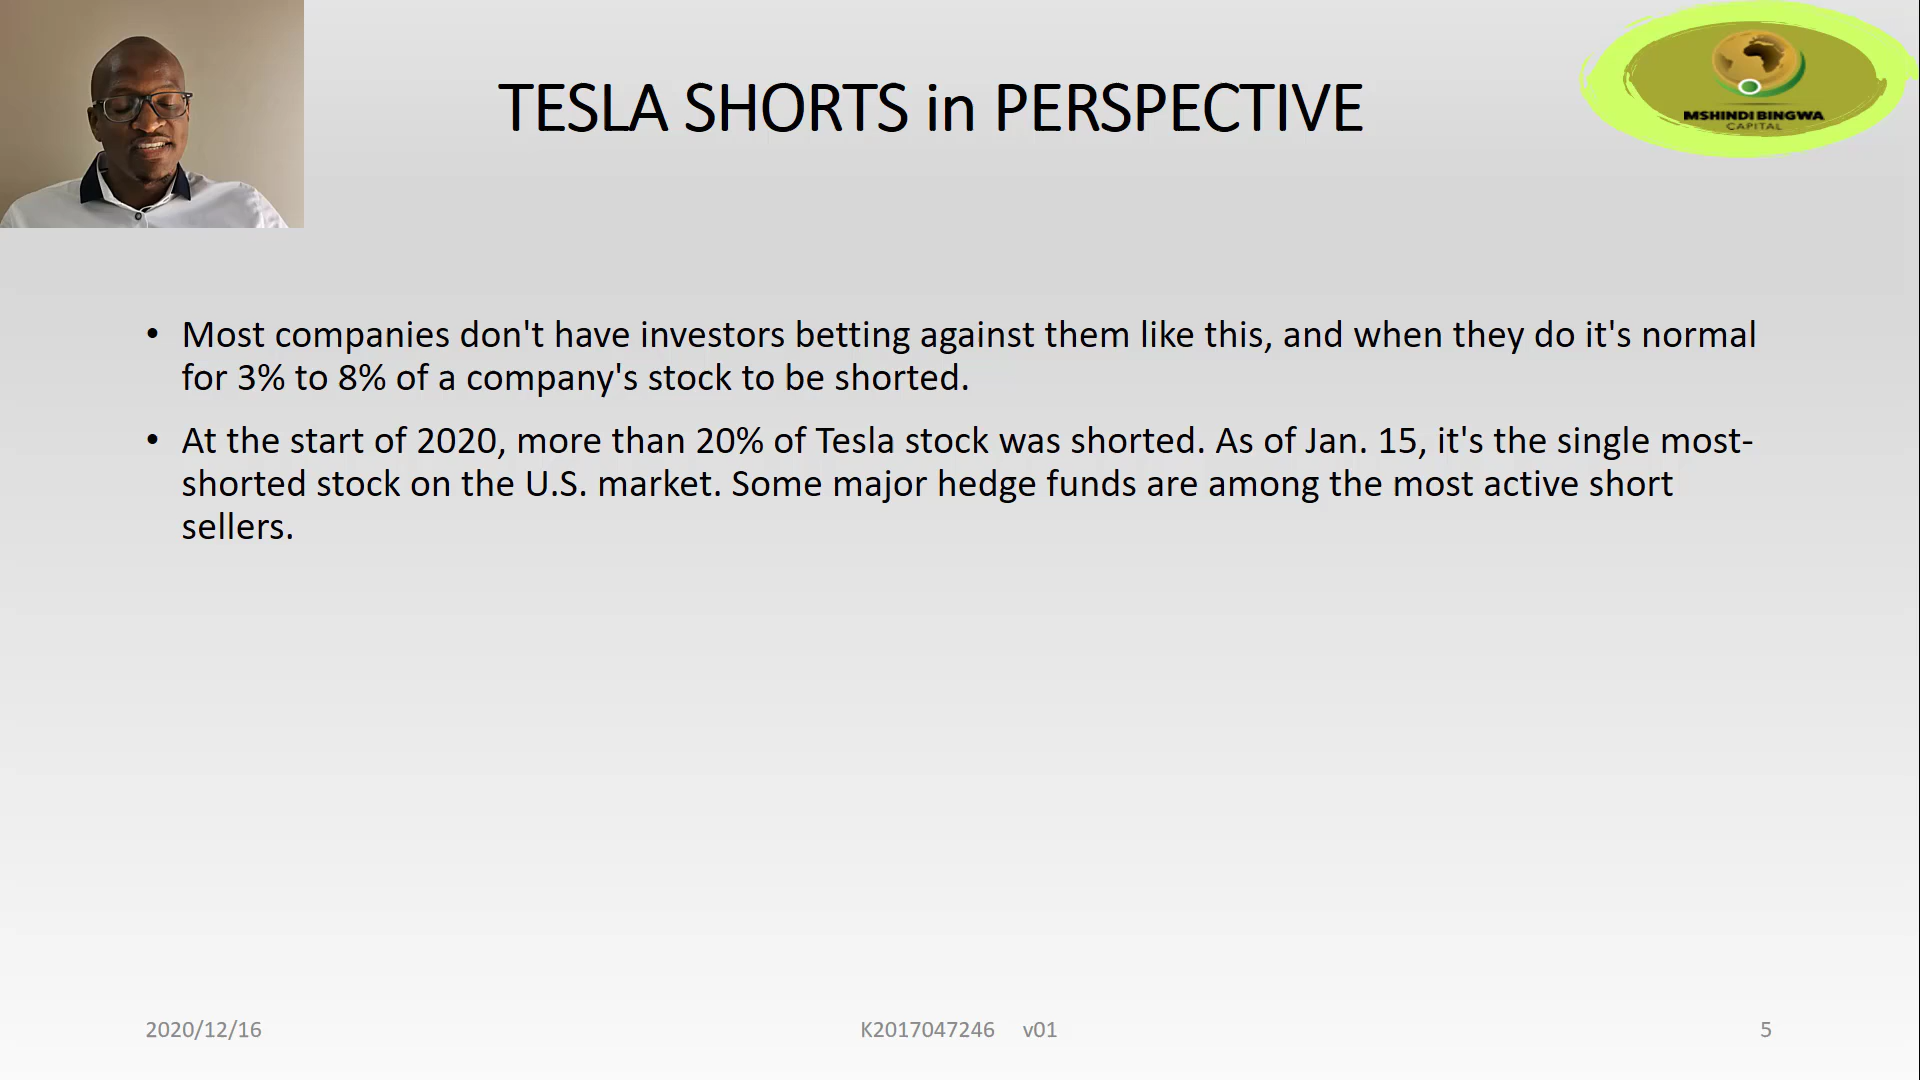 TESLA SHORTS in PERSPECTIVE
MSHINDI BINGWA
CAPITAL
• Most companies don't have investors betting against them like this, and when they do it's normal
for 3% to 8% of a company's stock to be shorted.
• At the start of 2020, more than 20% of Tesla stock was shorted. As of Jan. 15, it's the single most-
shorted stock on the U.S. market. Some major hedge funds are among the most active short
sellers.
2020/12/16
K2017047246 v01
5